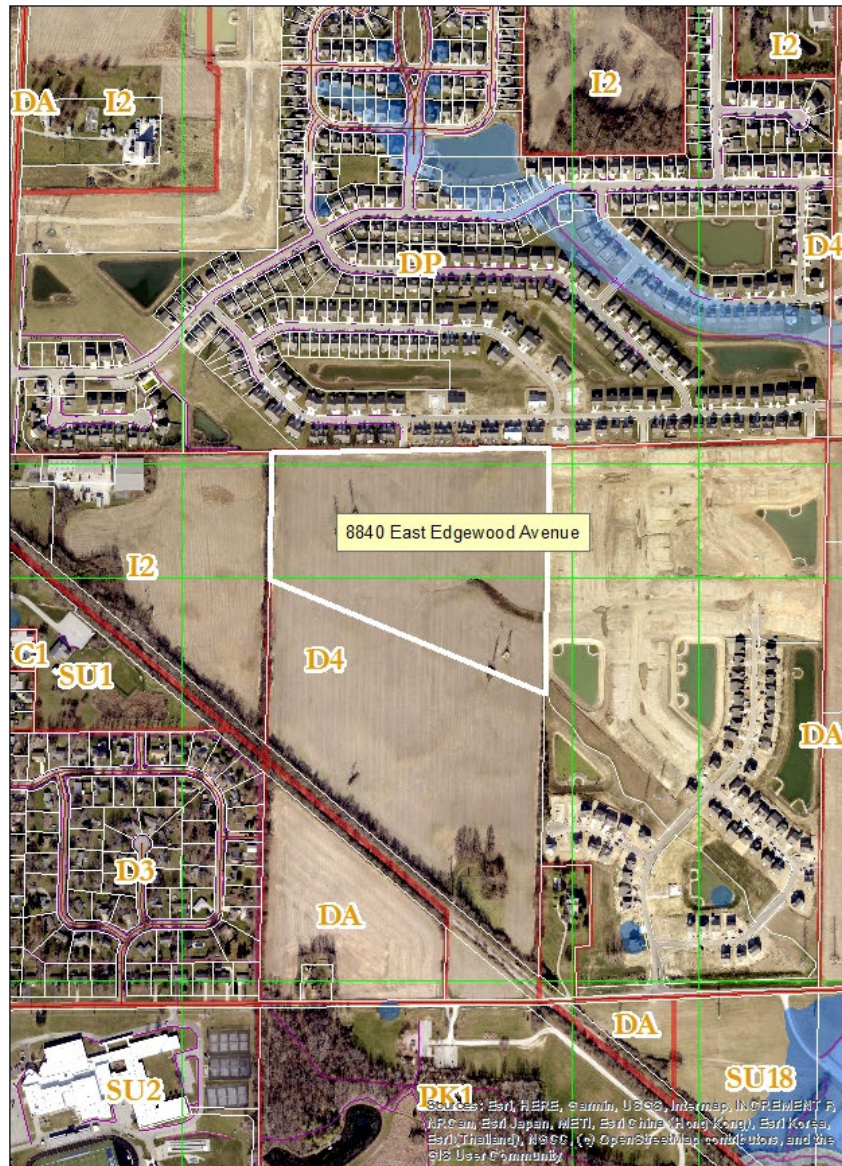 I2
DA
I2
I2
DP
D4
8840 East Edgewood Avenue
I2
D4
C1
SU1
DA
D3
DA
DA
SU2
PK1
SU18
Sources: Esri, HERE, Garmin, USGS, Intermap, INCREMENT P,
NRCan, Esri Japan, METI, Esri China (Hong Kong), Esri Korea,
Esri (Thailand), NGCC, (c) OpenStreetMap contributors, and the
GIS User Community